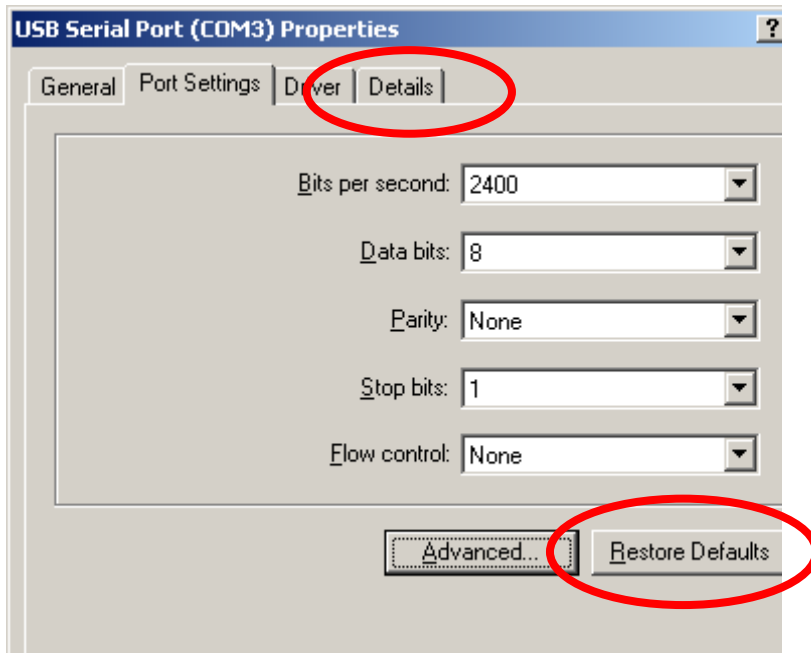 USB Serial Port (COM3) Properties ?
General Port Settings Driver Details
Bits per second: 2400
Data bits: 8
Parity: None
Stop bits: 1
Flow control: None
Advanced... Restore Defaults